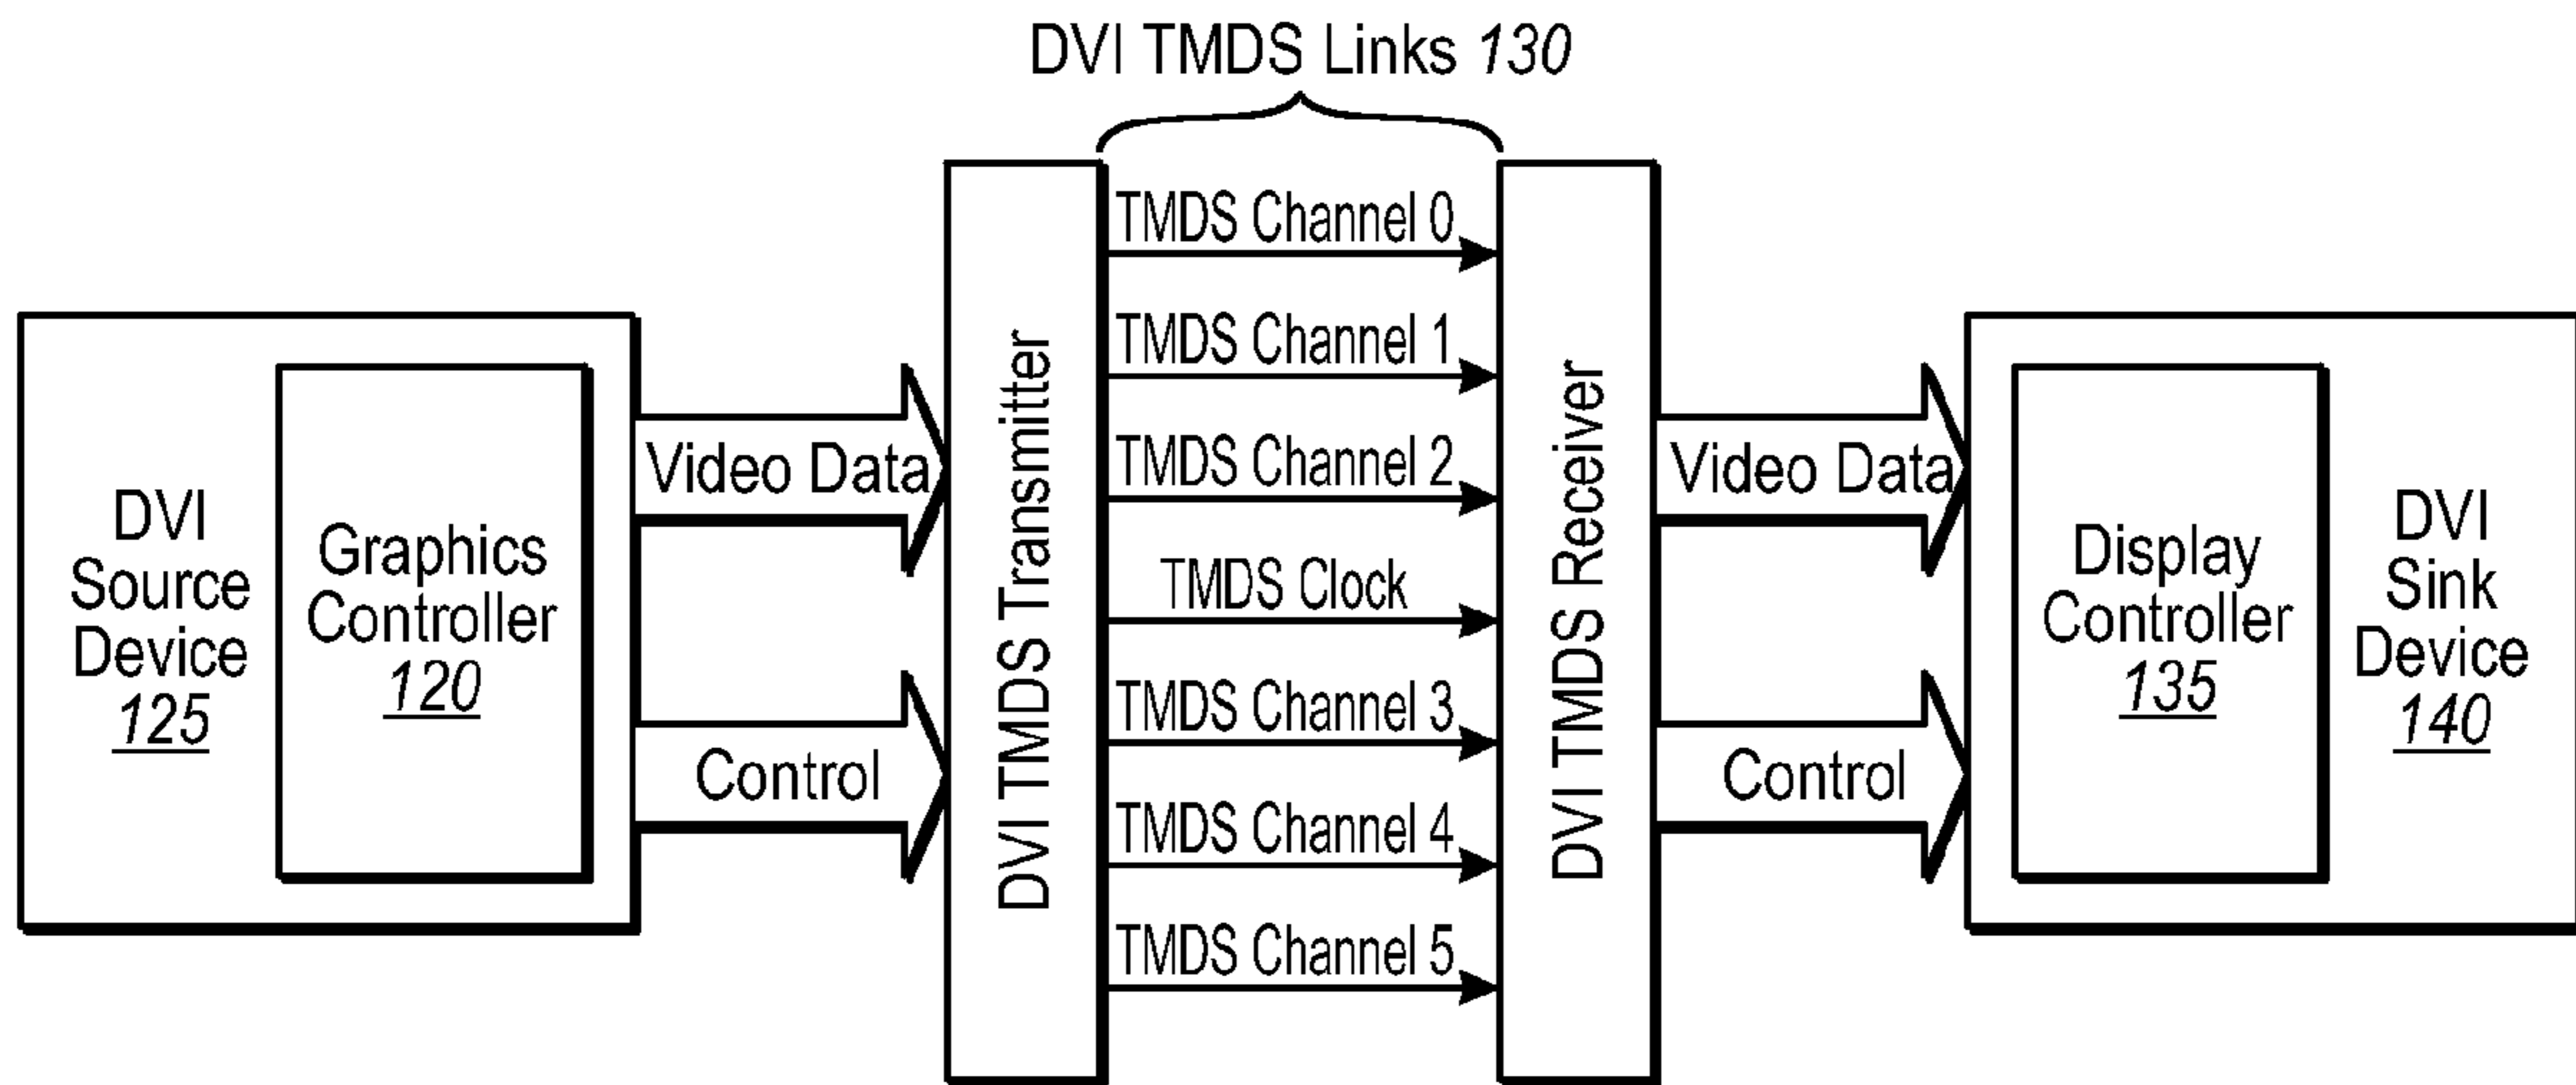 DVI TMDS Links 130
DVI
Source
Device
125
Graphics
Controller
120
Video Data
Control
DVI TMDS Transmitter
TMDS Channel 0
TMDS Channel 1
TMDS Channel 2
TMDS Clock
TMDS Channel 3
TMDS Channel 4
TMDS Channel 5
DVI TMDS Receiver
Video Data
Control
Display
Controller
135
DVI
Sink
Device
140